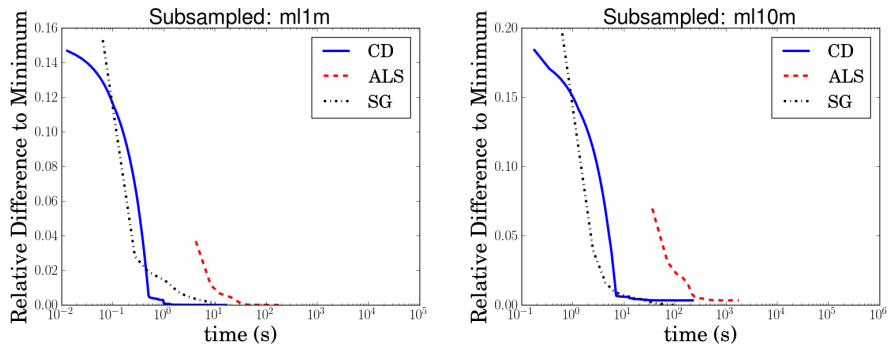 Subsampled: ml1m
Relative Difference to Minimum
0.16
0.14
0.12
0.10
0.08
0.06
0.04
0.02
0.00
CD
ALS
SG
10^-2
10^-1
10^0
10^1
10^2
10^3
10^4
10^5
time (s)
Subsampled: ml10m
Relative Difference to Minimum
0.20
0.15
0.10
0.05
0.00
CD
ALS
SG
10^-1
10^0
10^1
10^2
10^3
10^4
10^5
10^6
time (s)